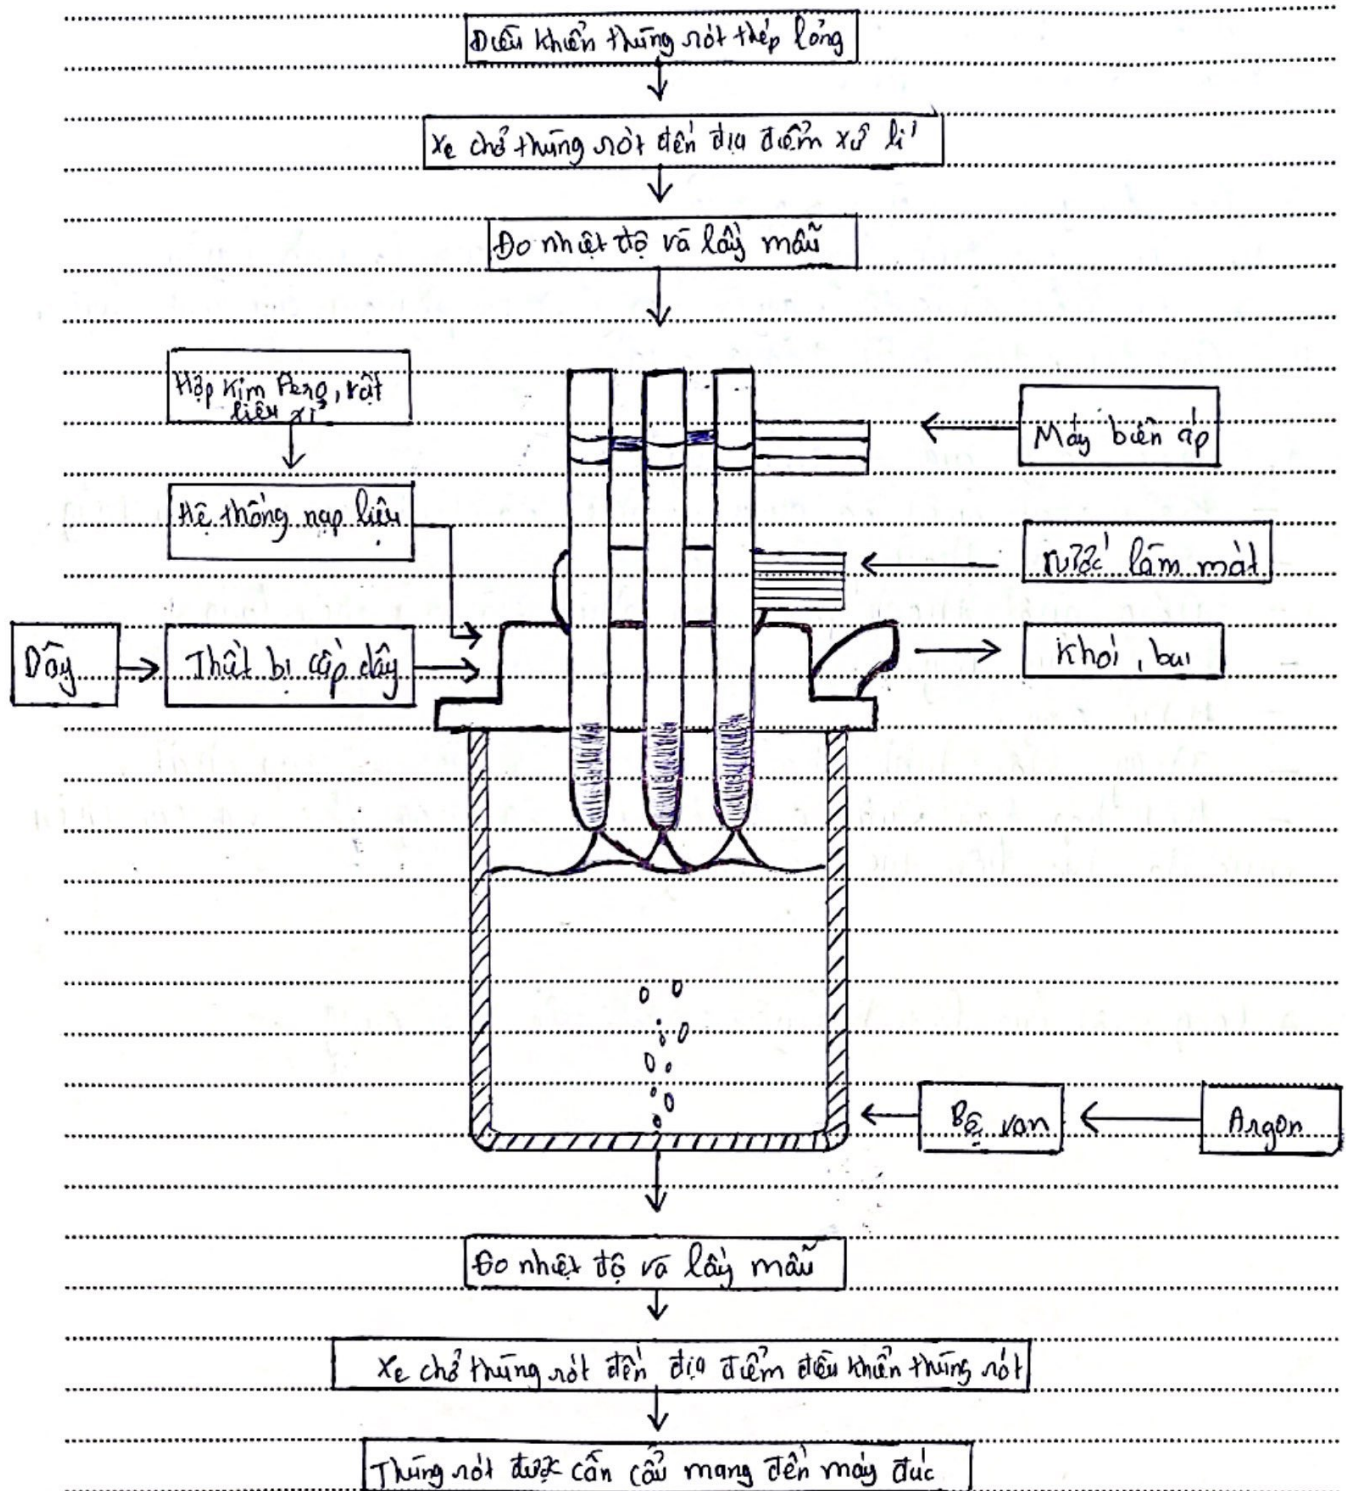 Điều khiển thùng rót thép lỏng
Xe chở thùng rót đến địa điểm xử lí
Đo nhiệt độ và lấy mẫu
Hợp kim Fero, vật
liệu xỉ
Máy biến áp
Hệ thống nạp liệu
nước làm mát
Dây
Thiết bị cấp dây
Khói, bụi
Bệ van
Argon
Đo nhiệt độ và lấy mẫu
Xe chở thùng rót đến địa điểm điều khiển thùng rót
Thùng rót được cần cẩu mang đến máy đúc